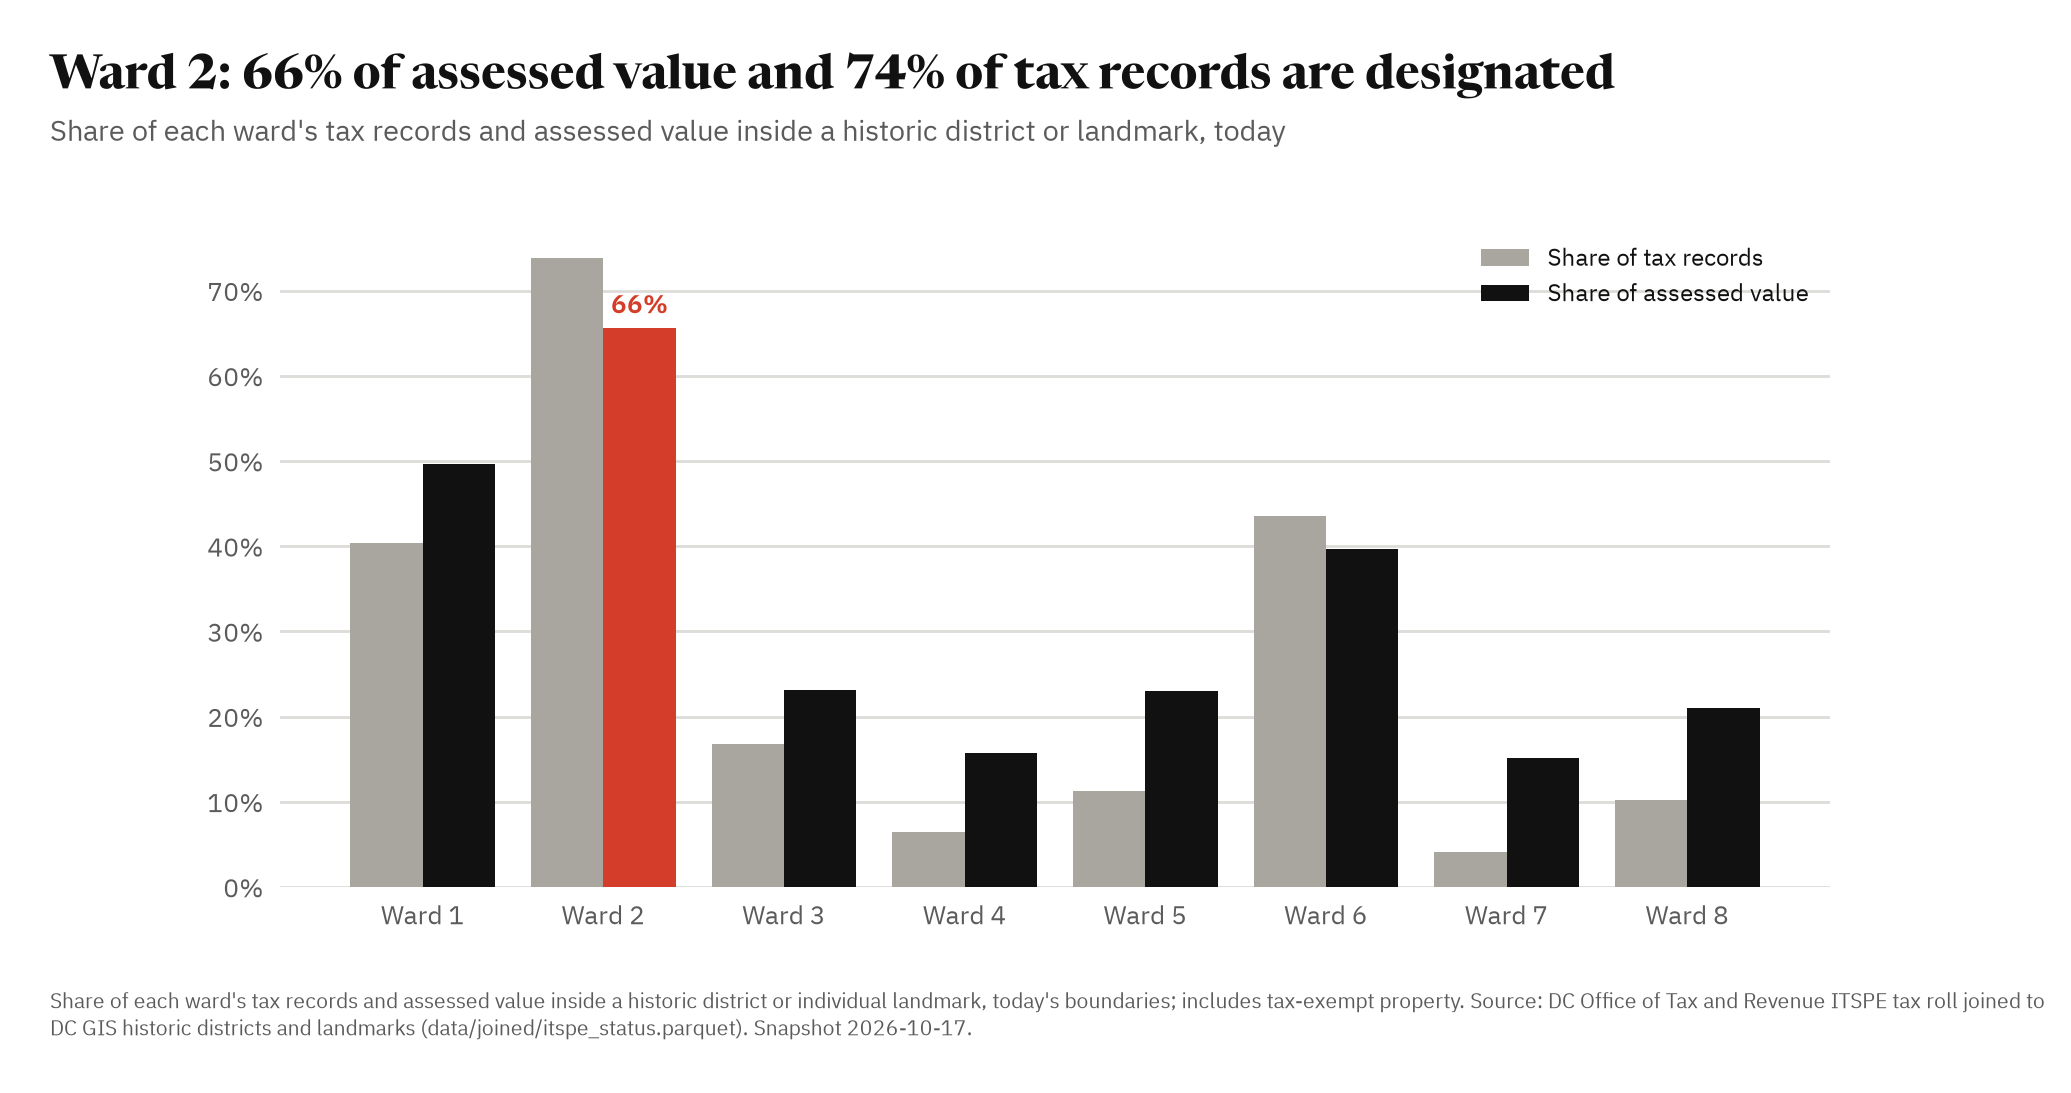 Ward 2: 66% of assessed value and 74% of tax records are designated
Share of each ward's tax records and assessed value inside a historic district or landmark, today
Share of tax records
Share of assessed value
70%
60%
50%
40%
30%
20%
10%
0%
66%
Ward 1
Ward 2
Ward 3
Ward 4
Ward 5
Ward 6
Ward 7
Ward 8
Share of each ward's tax records and assessed value inside a historic district or individual landmark, today's boundaries; includes tax-exempt property. Source: DC Office of Tax and Revenue ITSPE tax roll joined to
DC GIS historic districts and landmarks (data/joined/itspe_status.parquet). Snapshot 2026-10-17.